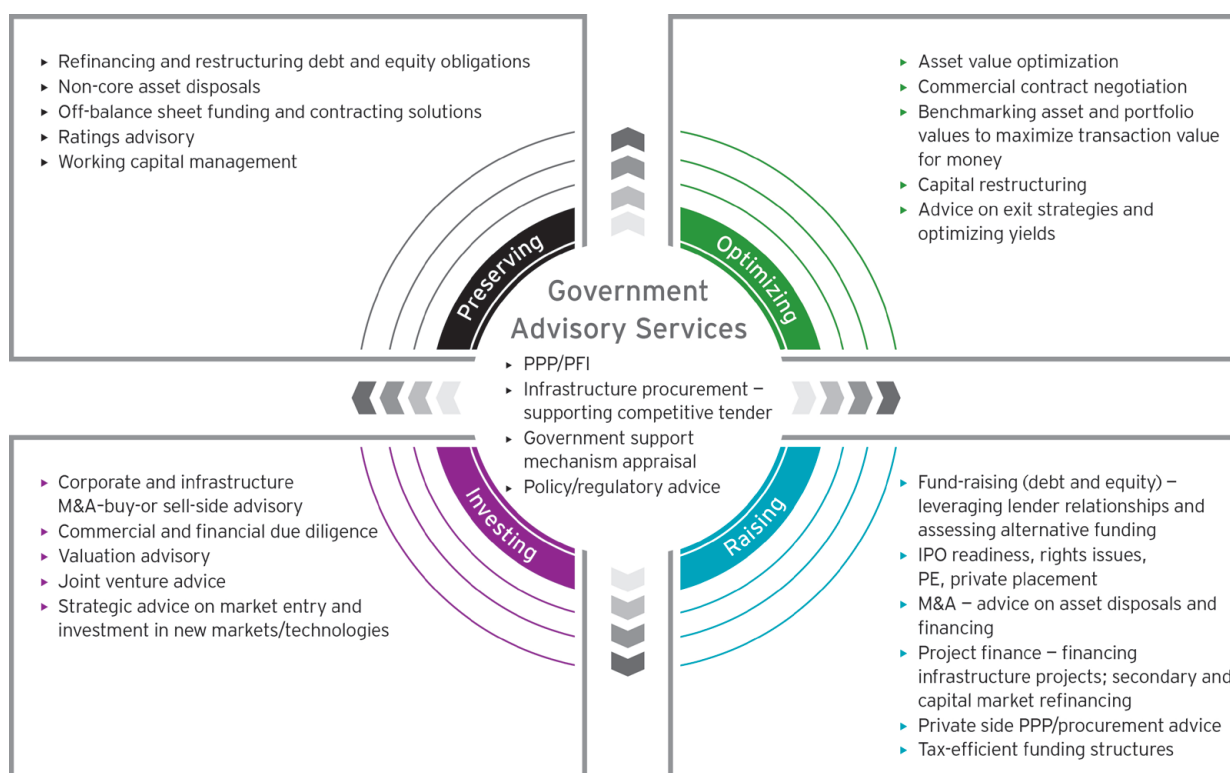 ▸ Refinancing and restructuring debt and equity obligations
▸ Non-core asset disposals
▸ Off-balance sheet funding and contracting solutions
▸ Ratings advisory
▸ Working capital management
Preserving
▸ Asset value optimization
▸ Commercial contract negotiation
▸ Benchmarking asset and portfolio
values to maximize transaction value
for money
▸ Capital restructuring
▸ Advice on exit strategies and
optimizing yields
Optimizing
Government
Advisory Services
▸ PPP/PFI
▸ Infrastructure procurement –
supporting competitive tender
▸ Government support
mechanism appraisal
▸ Policy/regulatory advice
▸ Corporate and infrastructure
M&A-buy-or sell-side advisory
▸ Commercial and financial due diligence
▸ Valuation advisory
▸ Joint venture advice
▸ Strategic advice on market entry and
investment in new markets/technologies
Investing
▸ Fund-raising (debt and equity) –
leveraging lender relationships and
assessing alternative funding
▸ IPO readiness, rights issues,
PE, private placement
▸ M&A – advice on asset disposals and
financing
▸ Project finance – financing
infrastructure projects; secondary and
capital market refinancing
▸ Private side PPP/procurement advice
▸ Tax-efficient funding structures
Raising